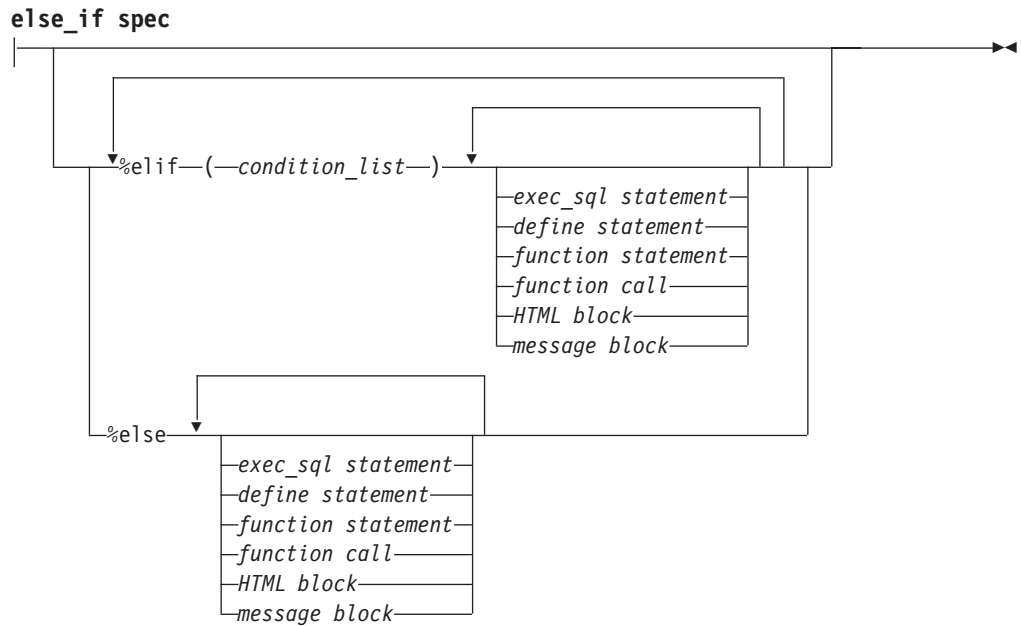 else_if spec
%elif ( condition_list )
exec_sql statement
define statement
function statement
function call
HTML block
message block
%else
exec_sql statement
define statement
function statement
function call
HTML block
message block